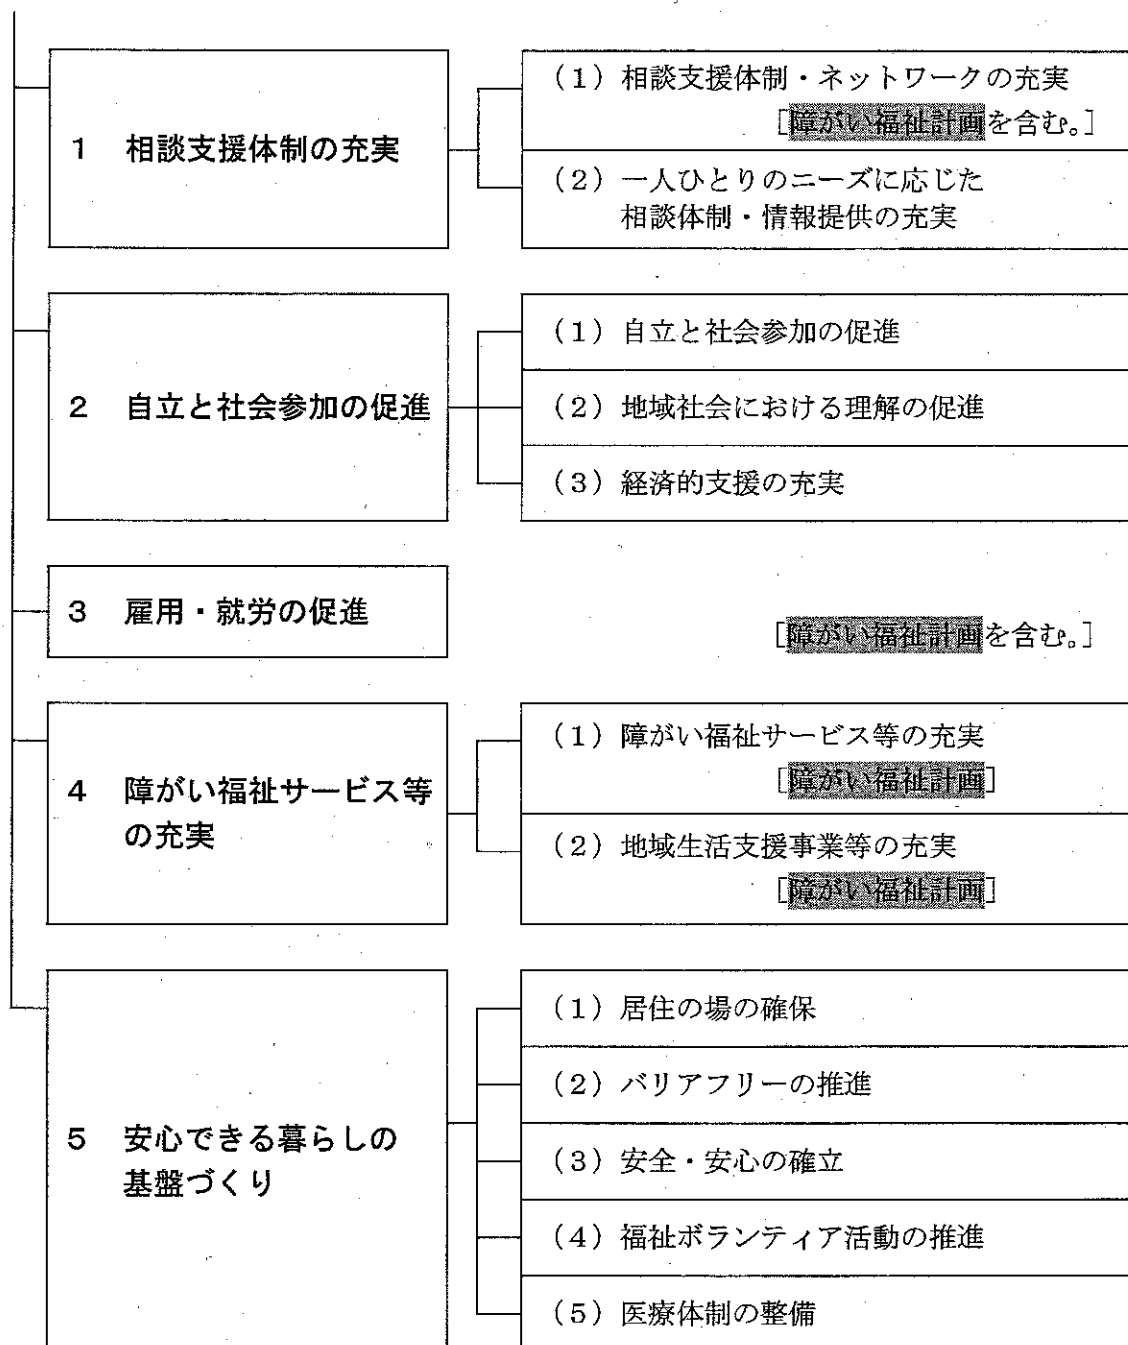 1 相談支援体制の充実
(1) 相談支援体制・ネットワークの充実
[障がい福祉計画を含む。]
(2) 一人ひとりのニーズに応じた
相談体制・情報提供の充実
2 自立と社会参加の促進
(1) 自立と社会参加の促進
(2) 地域社会における理解の促進
(3) 経済的支援の充実
3 雇用・就労の促進
[障がい福祉計画を含む。]
4 障がい福祉サービス等
の充実
(1) 障がい福祉サービス等の充実
[障がい福祉計画]
(2) 地域生活支援事業等の充実
[障がい福祉計画]
5 安心できる暮らしの
基盤づくり
(1) 居住の場の確保
(2) バリアフリーの推進
(3) 安全・安心の確立
(4) 福祉ボランティア活動の推進
(5) 医療体制の整備